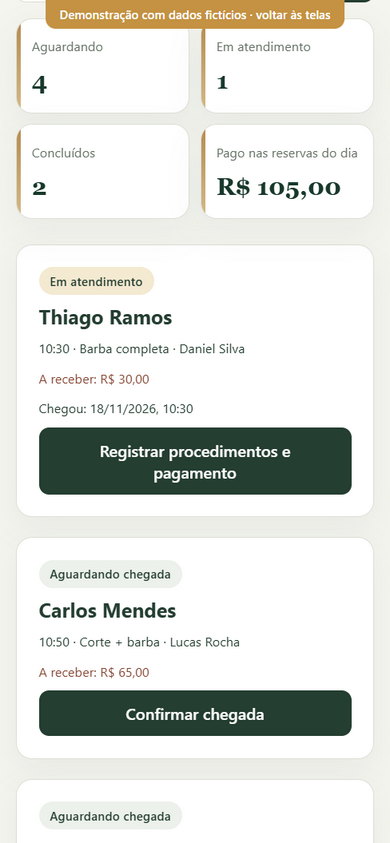 Demonstração com dados fictícios · voltar às telas
Aguardando
4
Em atendimento
1
Concluídos
2
Pago nas reservas do dia
R$ 105,00
Em atendimento
Thiago Ramos
10:30 · Barba completa · Daniel Silva
A receber: R$ 30,00
Chegou: 18/11/2026, 10:30
Registrar procedimentos e
pagamento
Aguardando chegada
Carlos Mendes
10:50 · Corte + barba · Lucas Rocha
A receber: R$ 65,00
Confirmar chegada
Aguardando chegada